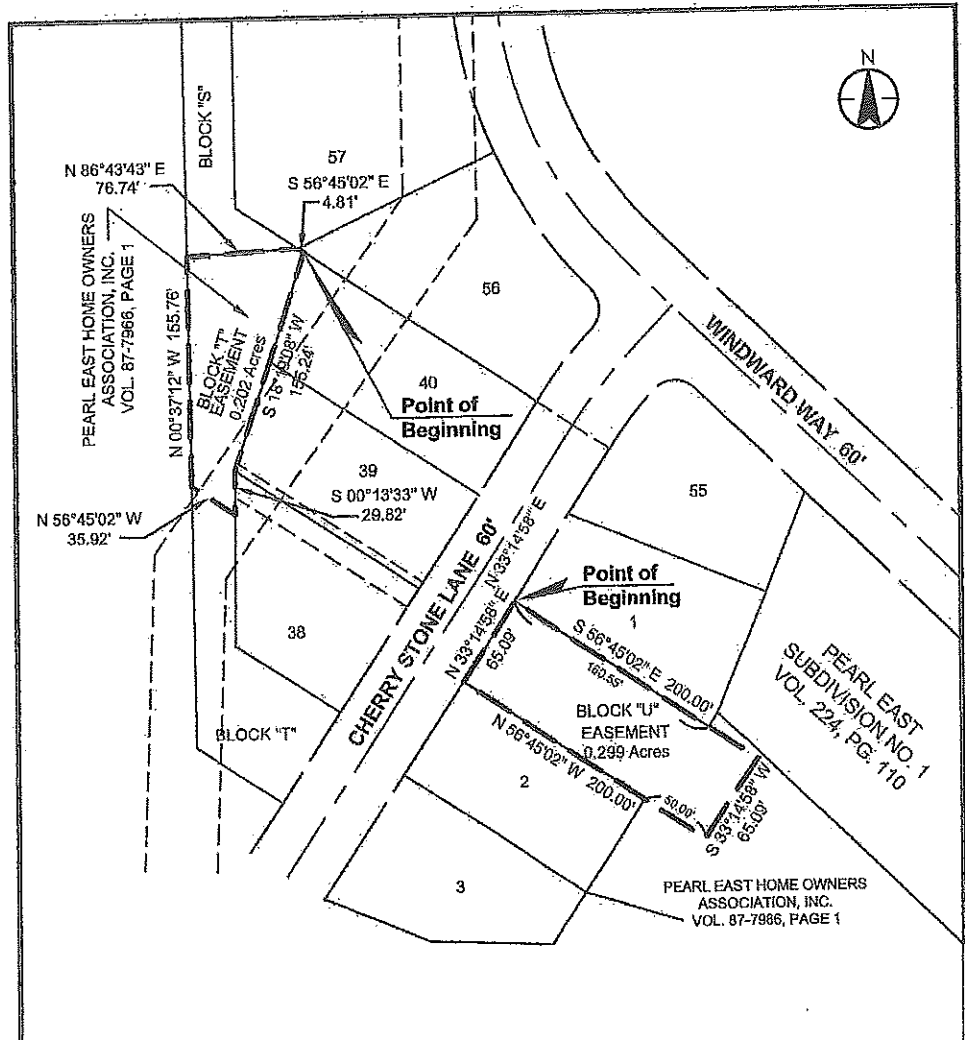 N
BLOCK "S"
57
N 86°43'43" E
76.74'
S 56°45'02" E
4.81'
PEARL EAST HOME OWNERS
ASSOCIATION, INC.
VOL. 87-7966, PAGE 1
N 00°37'12" W 155.76'
BLOCK "T"
EASEMENT
0.202 Acres
W
155.24'
56
40
Point of
Beginning
WINDWARD WAY 60'
39
S 00°13'33" W
29.82'
55
N 56°45'02" W
35.92'
CHERRY STONE LANE 60'
N 33°14'58" E
N 33°14'58" E
65.09'
Point of
Beginning
1
38
S 56°45'02" E 200.00'
160.55'
PEARL EAST
SUBDIVISION NO. 1
VOL. 224, PG. 110
BLOCK "U"
EASEMENT
0.299 Acres
BLOCK "T"
N 56°45'02" W 200.00'
50.00'
S 33°14'58" W
65.09'
2
3
PEARL EAST HOME OWNERS
ASSOCIATION, INC.
VOL. 87-7986, PAGE 1